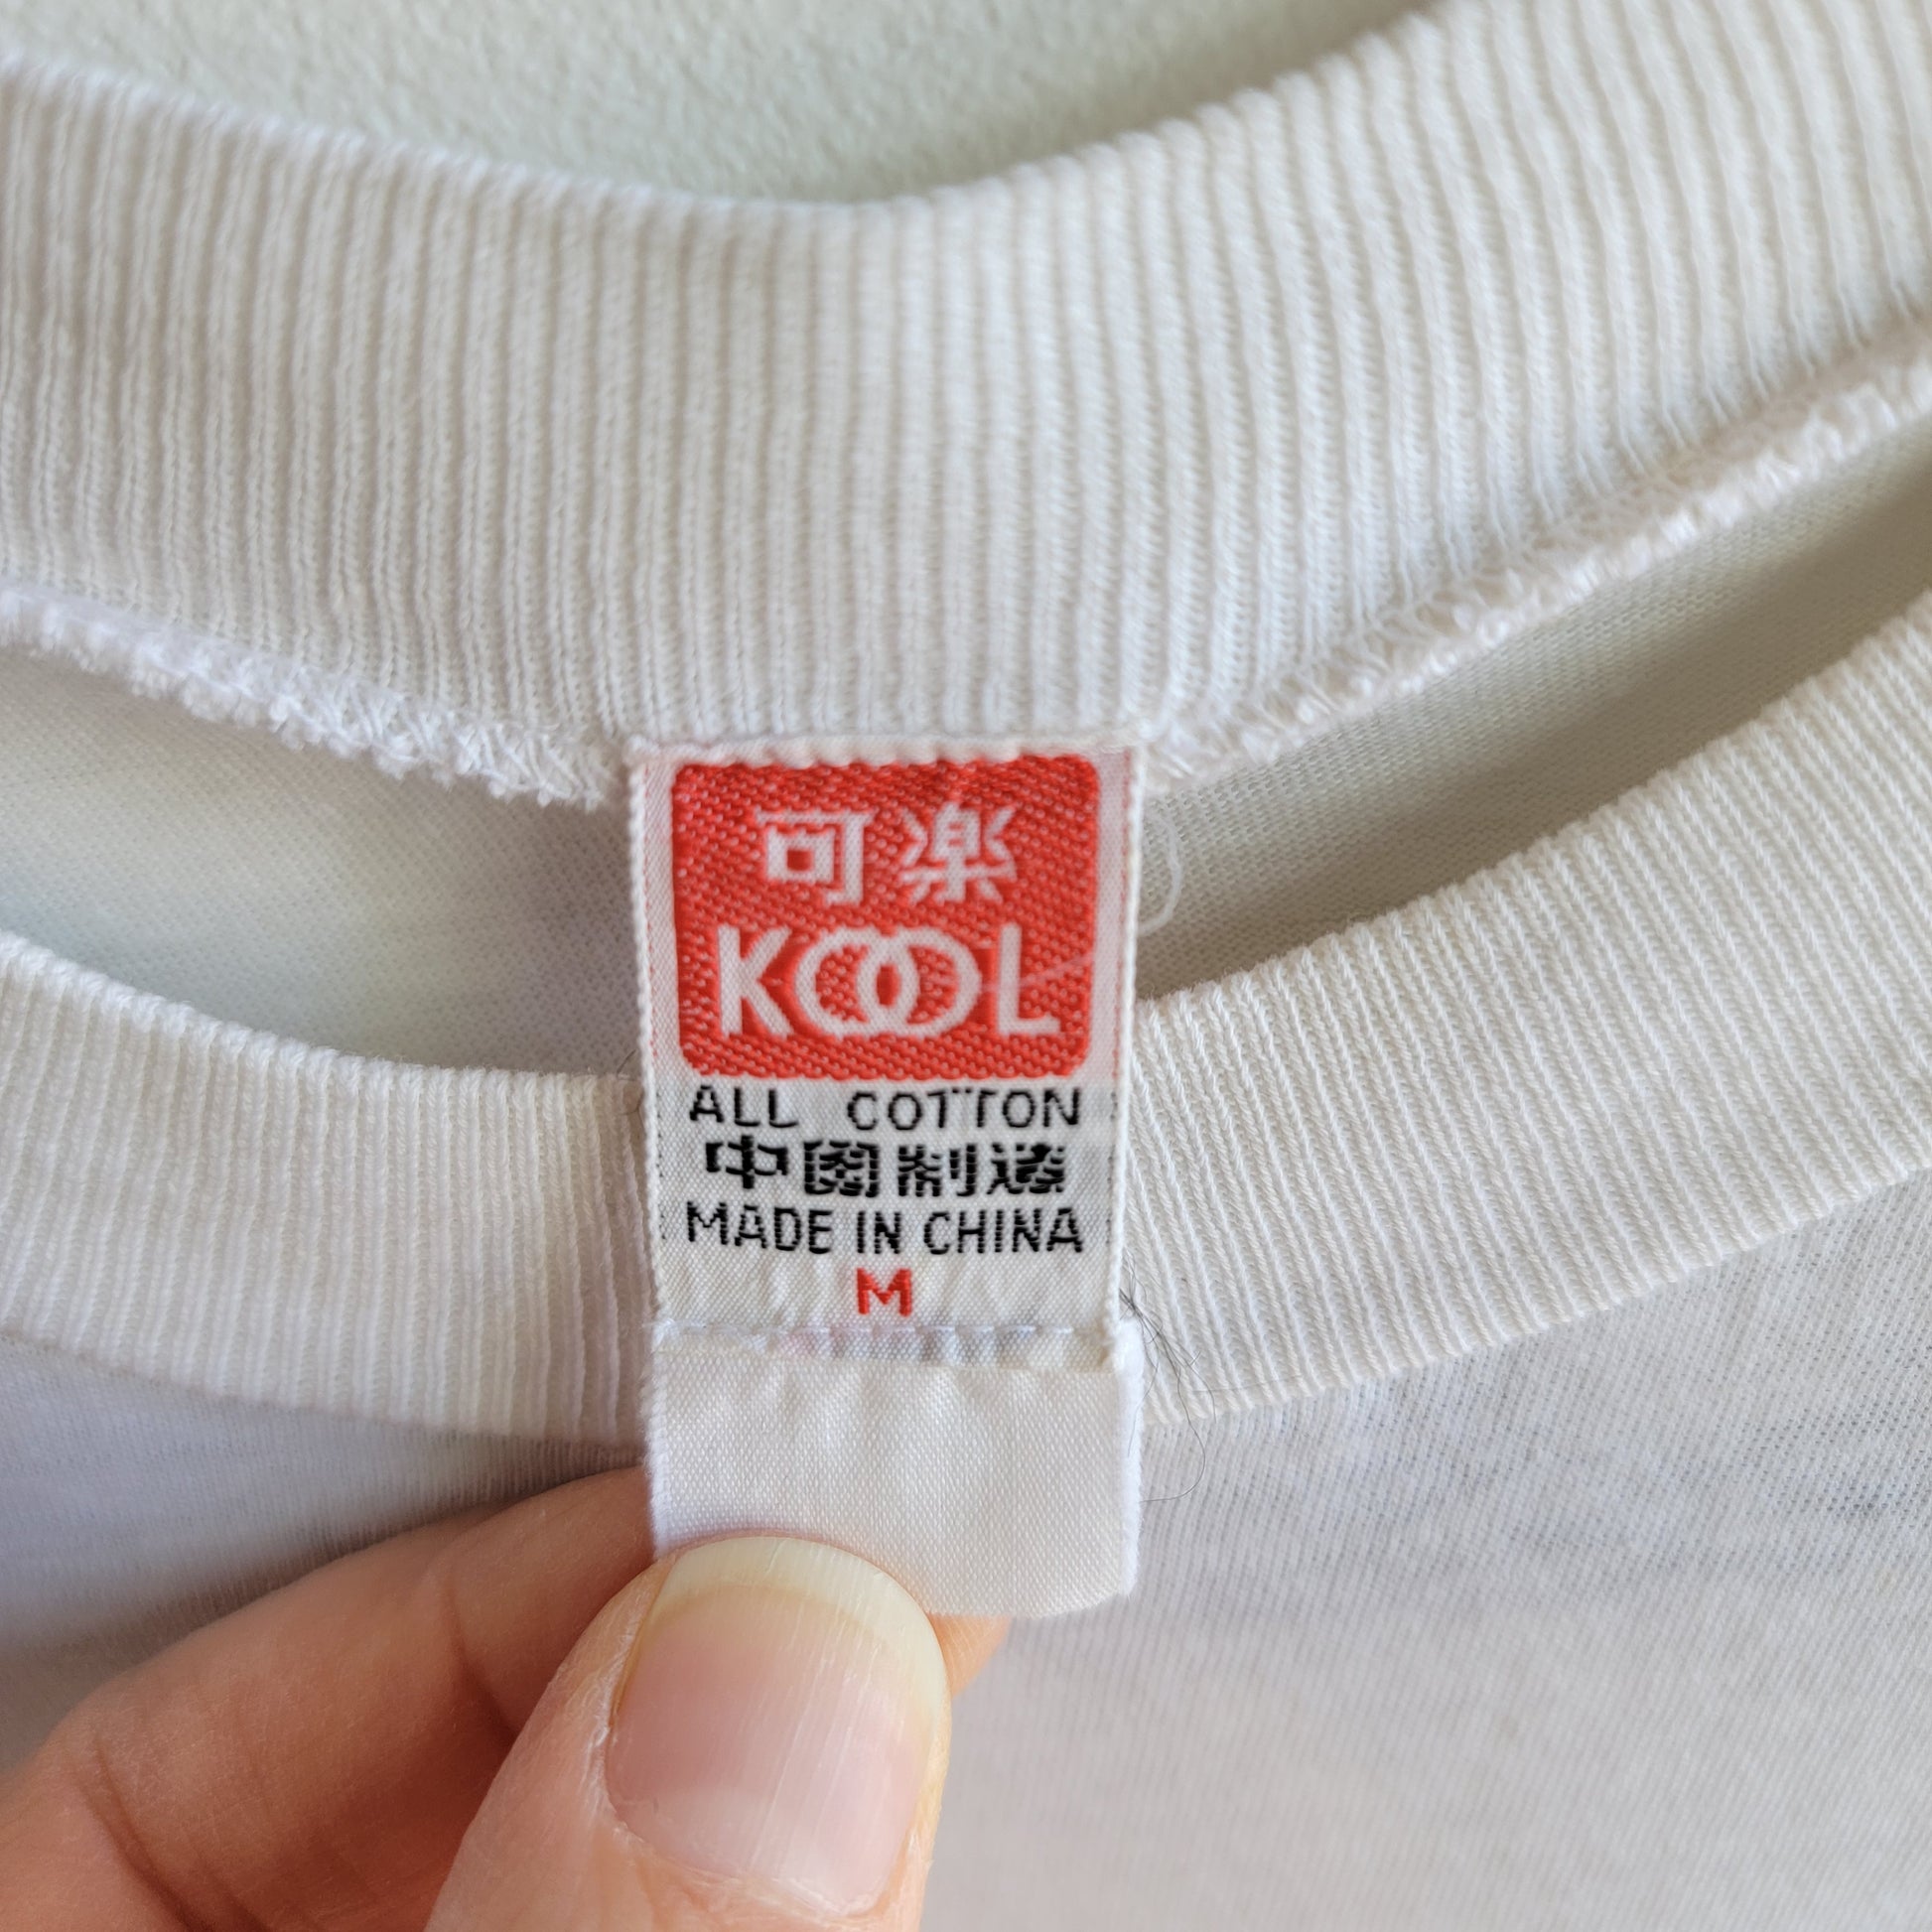 可楽
KOOL
ALL COTTON
中國制造
MADE IN CHINA
M